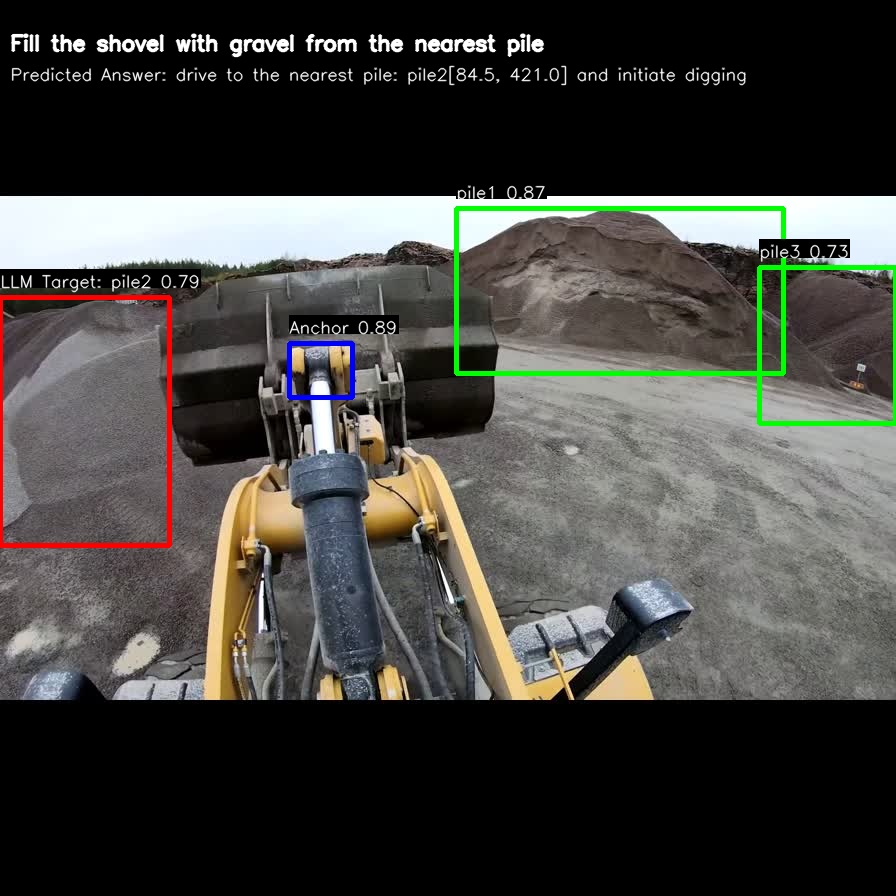 Fill the shovel with gravel from the nearest pile
Predicted Answer: drive to the nearest pile: pile2[84.5, 421.0] and initiate digging
pile1 0.87
pile3 0.73
LLM Target: pile2 0.79
Anchor 0.89